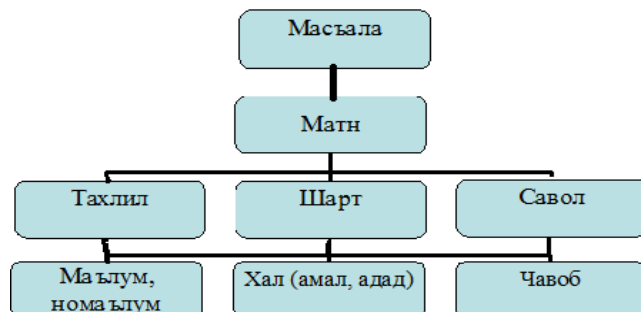 Масъала
Матн
Тахлил
Шарт
Савол
Маълум,
номаълум
Хал (амал, адад)
Чавоб